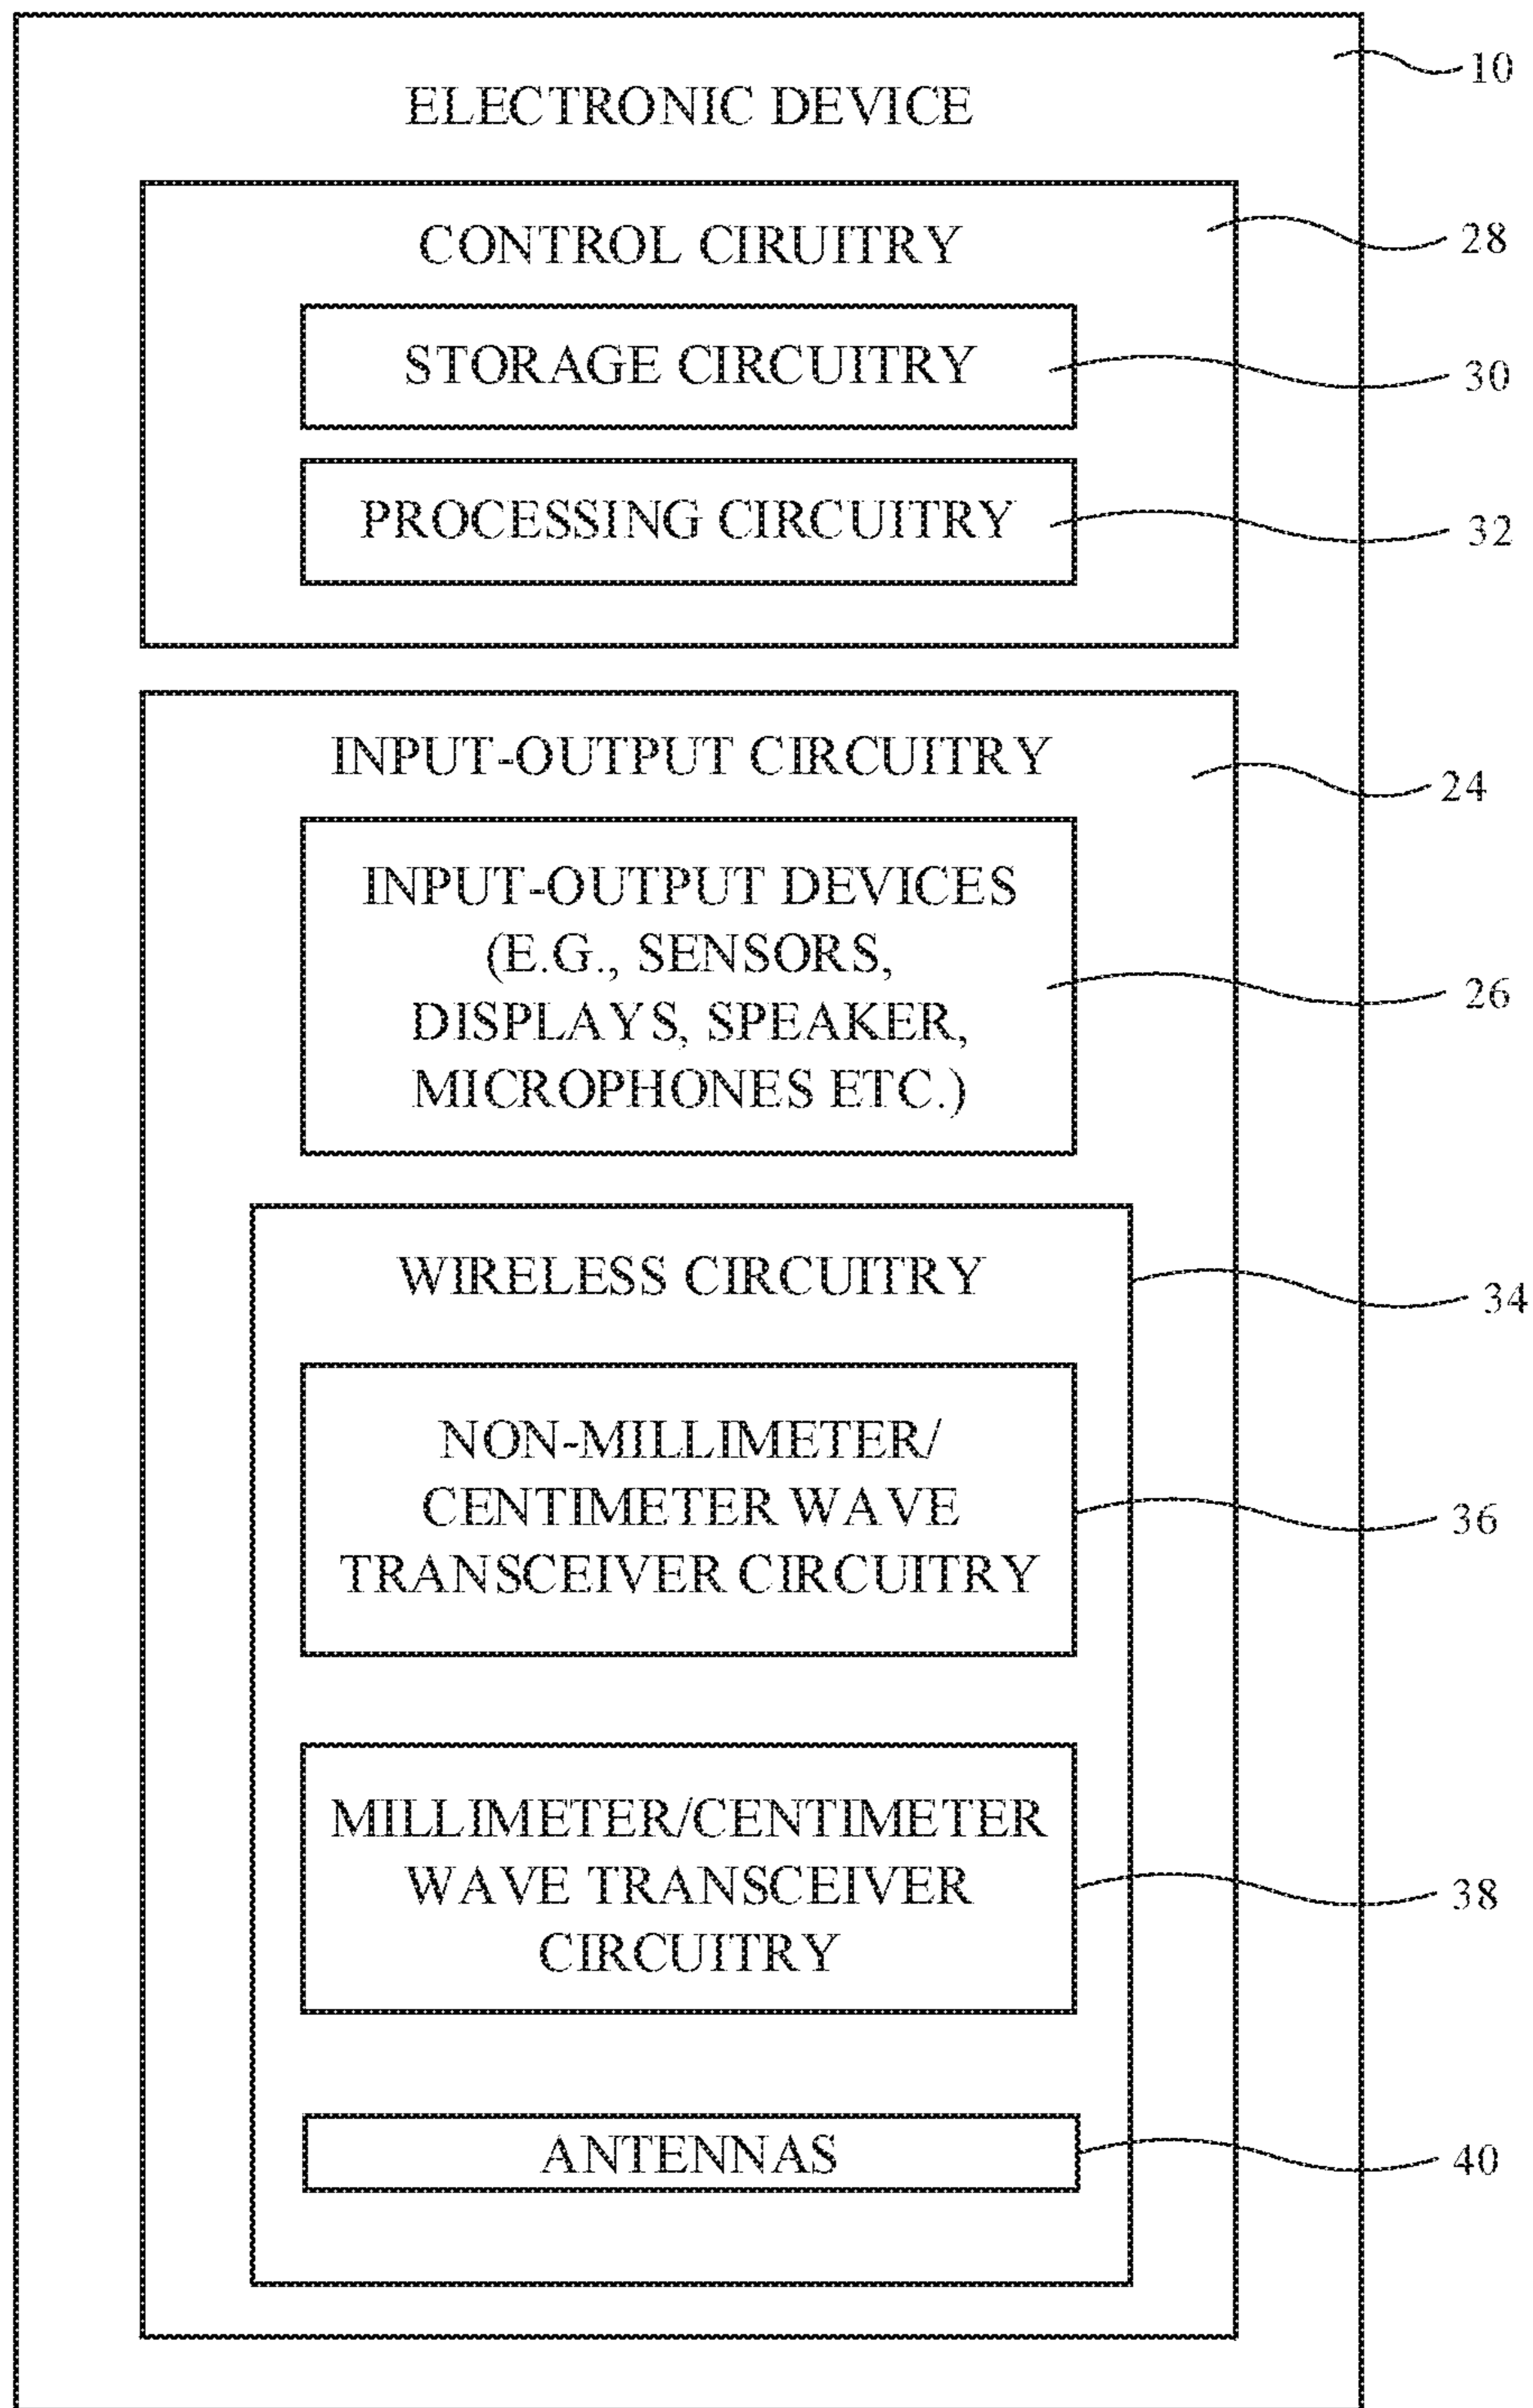 10
ELECTRONIC DEVICE
CONTROL CIRUITRY
28
STORAGE CIRCUITRY
30
PROCESSING CIRCUITRY
32
INPUT-OUTPUT CIRCUITRY
24
INPUT-OUTPUT DEVICES
(E.G., SENSORS,
DISPLAYS, SPEAKER,
MICROPHONES ETC.)
26
WIRELESS CIRCUITRY
34
NON-MILLIMETER/
CENTIMETER WAVE
TRANSCEIVER CIRCUITRY
36
MILLIMETER/CENTIMETER
WAVE TRANSCEIVER
CIRCUITRY
38
ANTENNAS
40